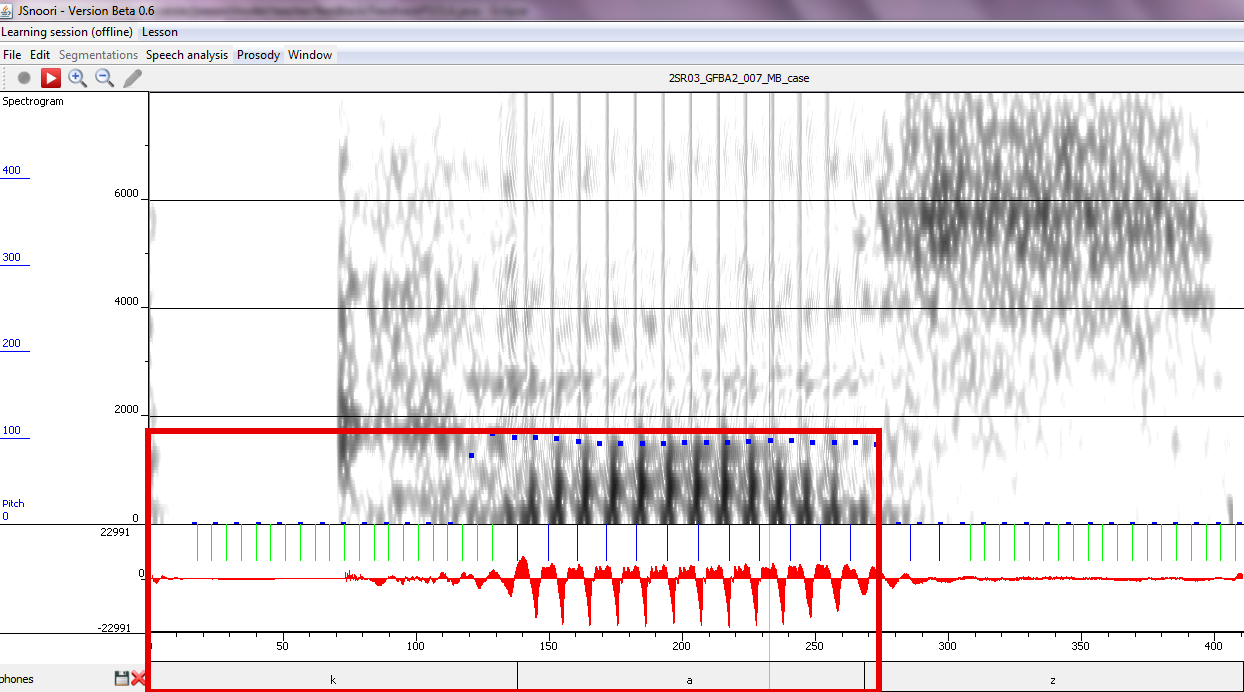 JSnoori - Version Beta 0.6
Learning session (offline) Lesson
File Edit Segmentations Speech analysis Prosody Window
2SR03_GFBA2_007_MB_case
Spectrogram
400
6000
300
4000
200
2000
100
Pitch
0
0
22991
0
-22991
50 100 150 200 250 300 350 400
phones
k a z